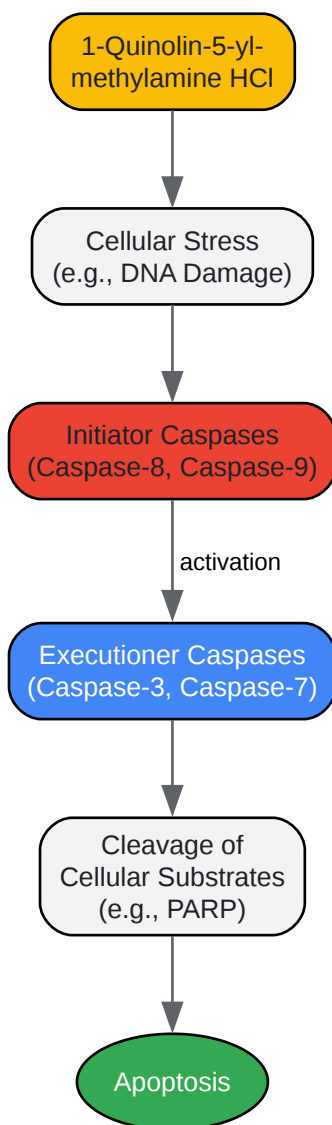 1-Quinolin-5-yl-
methylamine HCl
Cellular Stress
(e.g., DNA Damage)
Initiator Caspases
(Caspase-8, Caspase-9)
activation
Executioner Caspases
(Caspase-3, Caspase-7)
Cleavage of
Cellular Substrates
(e.g., PARP)
Apoptosis